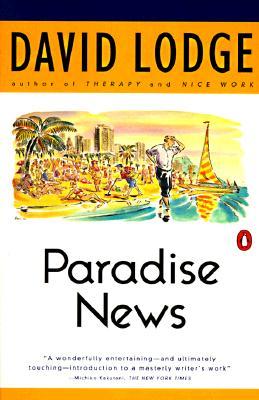 DAVID LODGE
author of THERAPY and NICE WORK
Paradise
News
"A wonderfully entertaining—and ultimately
touching—introduction to a masterly writer's work"
—Michiko Kakutani, THE NEW YORK TIMES